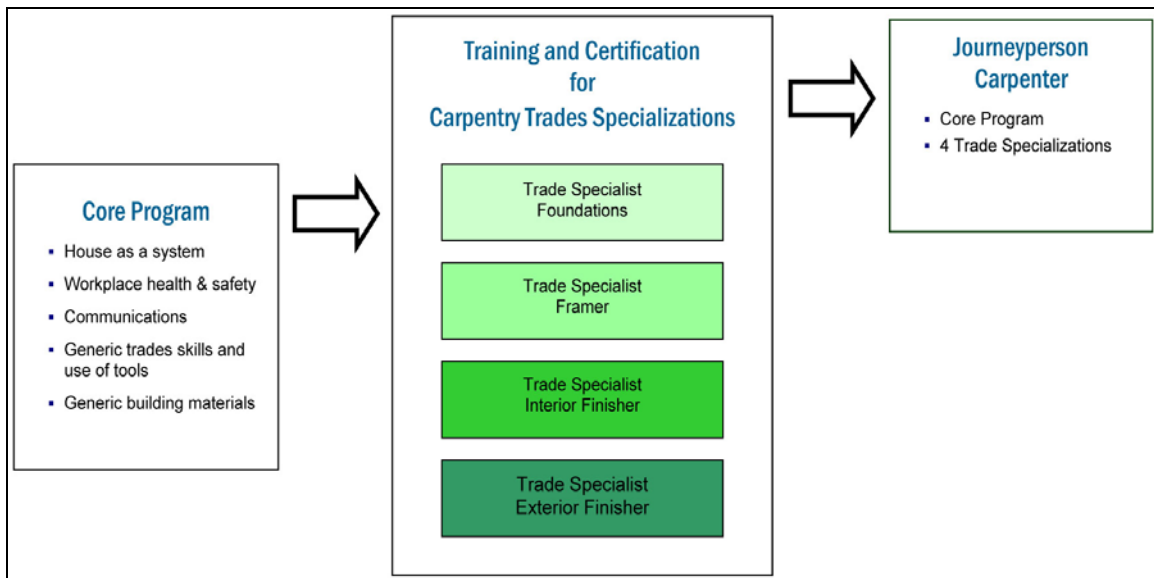 Core Program
▪ House as a system
▪ Workplace health & safety
▪ Communications
▪ Generic trades skills and
use of tools
▪ Generic building materials
Training and Certification
for
Carpentry Trades Specializations
Trade Specialist
Foundations
Trade Specialist
Framer
Trade Specialist
Interior Finisher
Trade Specialist
Exterior Finisher
Journeyperson
Carpenter
▪ Core Program
▪ 4 Trade Specializations